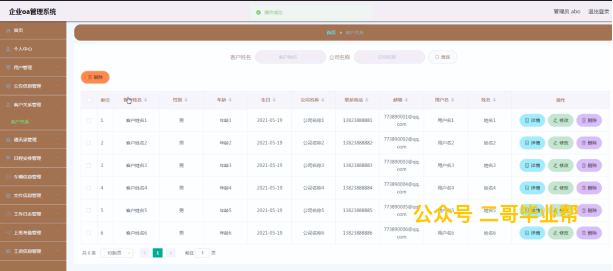 企业oa管理系统
操作成功
管理员 abo
退出登录
首页
个人中心
用户管理
公位信息管理
客户关系管理
客户信息
通讯录管理
日程安排管理
车辆信息管理
文件信息管理
工作日志管理
上班考勤管理
工资信息管理
首页
客户信息
客户姓名
客户姓名
公司名称
公司名称
查询
删除
索引 客户姓名 性别 年龄 生日 公司名称 联系电话 邮箱 用户名 姓名 操作
1 客户姓名1 男 年龄1 2021-05-19 公司名称1 13823888881 773890001@qq.com 用户名1 姓名1 详情 修改 删除
2 客户姓名2 男 年龄2 2021-05-19 公司名称2 13823888882 773890002@qq.com 用户名2 姓名2 详情 修改 删除
3 客户姓名3 男 年龄3 2021-05-19 公司名称3 13823888883 773890003@qq.com 用户名3 姓名3 详情 修改 删除
4 客户姓名4 男 年龄4 2021-05-19 公司名称4 13823888884 773890004@qq.com 用户名4 姓名4 详情 修改 删除
5 客户姓名5 男 年龄5 2021-05-19 公司名称5 13823888885 773890005@qq.com 用户名5 姓名5 详情 修改 删除
6 客户姓名6 男 年龄6 2021-05-19 公司名称6 13823888886 773890006@qq.com 用户名6 姓名6 详情 修改 删除
公众号 二哥毕业帮
共 6 条 10条/页 1 前往 1 页